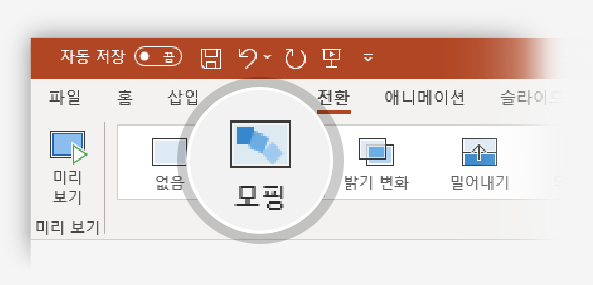 자동 저장 끔
파일 홈 삽입 전환 애니메이션 슬라이드
미리 보기
없음 모핑 밝기 변화 밀어내기
미리 보기